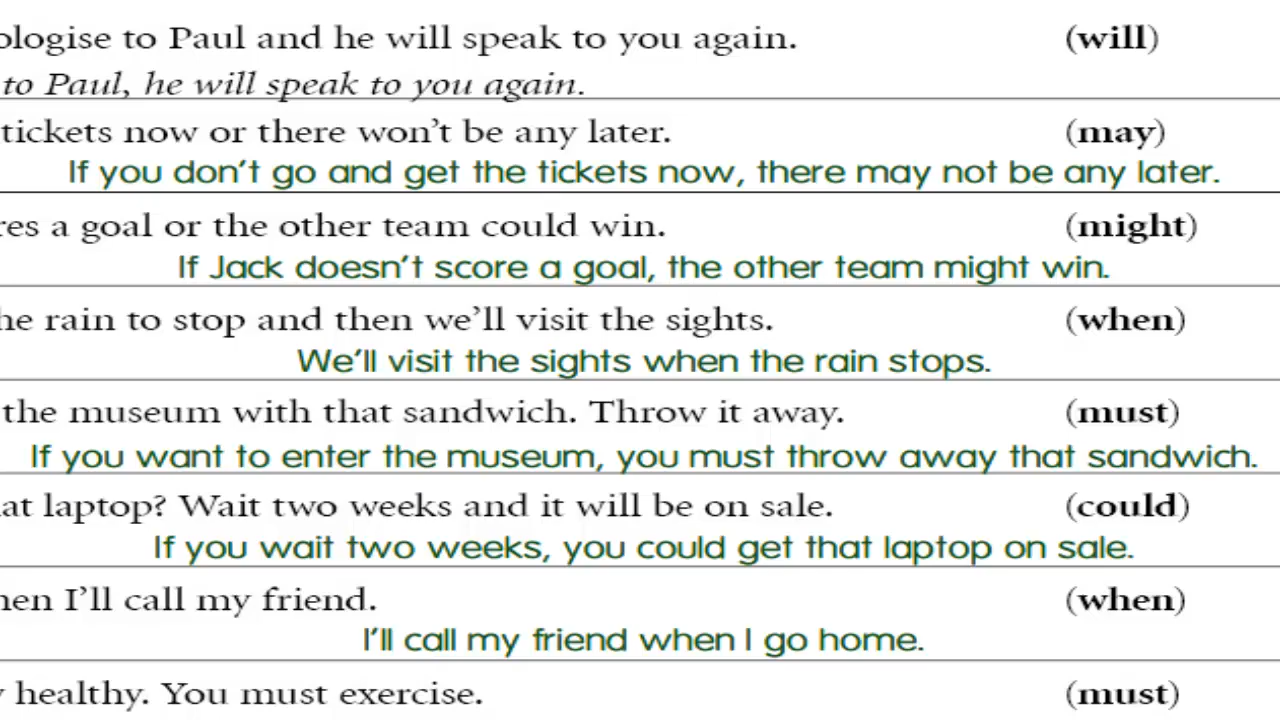 to Paul and he will speak to you again. (will)
to Paul, he will speak to you again.
tickets now or there won't be any later. (may)
If you don't go and get the tickets now, there may not be any later.
a goal or the other team could win. (might)
If Jack doesn't score a goal, the other team might win.
rain to stop and then we'll visit the sights. (when)
We'll visit the sights when the rain stops.
the museum with that sandwich. Throw it away. (must)
If you want to enter the museum, you must throw away that sandwich.
laptop? Wait two weeks and it will be on sale. (could)
If you wait two weeks, you could get that laptop on sale.
I'll call my friend. (when)
I'll call my friend when I go home.
healthy. You must exercise. (must)